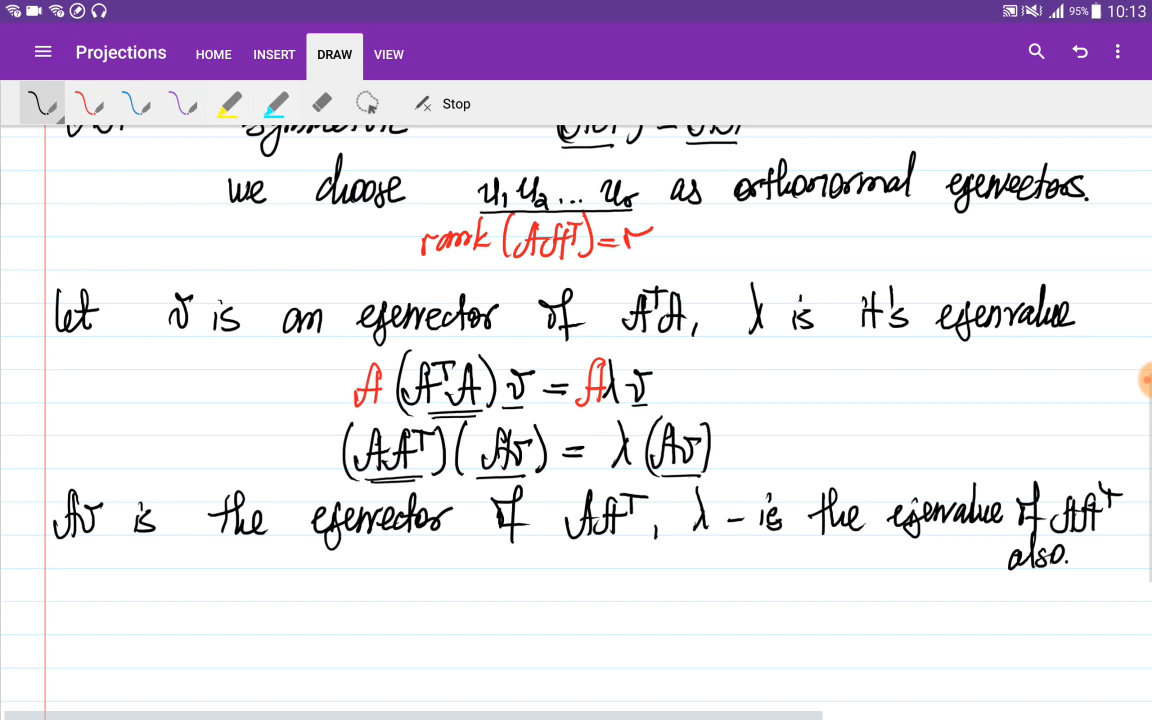 95% 10:13
Projections HOME INSERT DRAW VIEW
Stop
symmetric
we choose u₁ u₂ ... uᵣ as orthonormal eigenvectors.
rank (AAᵀ) = r
Let v is an eigenvector of AᵀA, λ is it's eigenvalue
A (AᵀA) v = Aλ v
(AAᵀ)( Av) = λ (Av)
Av is the eigenvector of AAᵀ, λ - is the eigenvalue of AAᵀ
also.